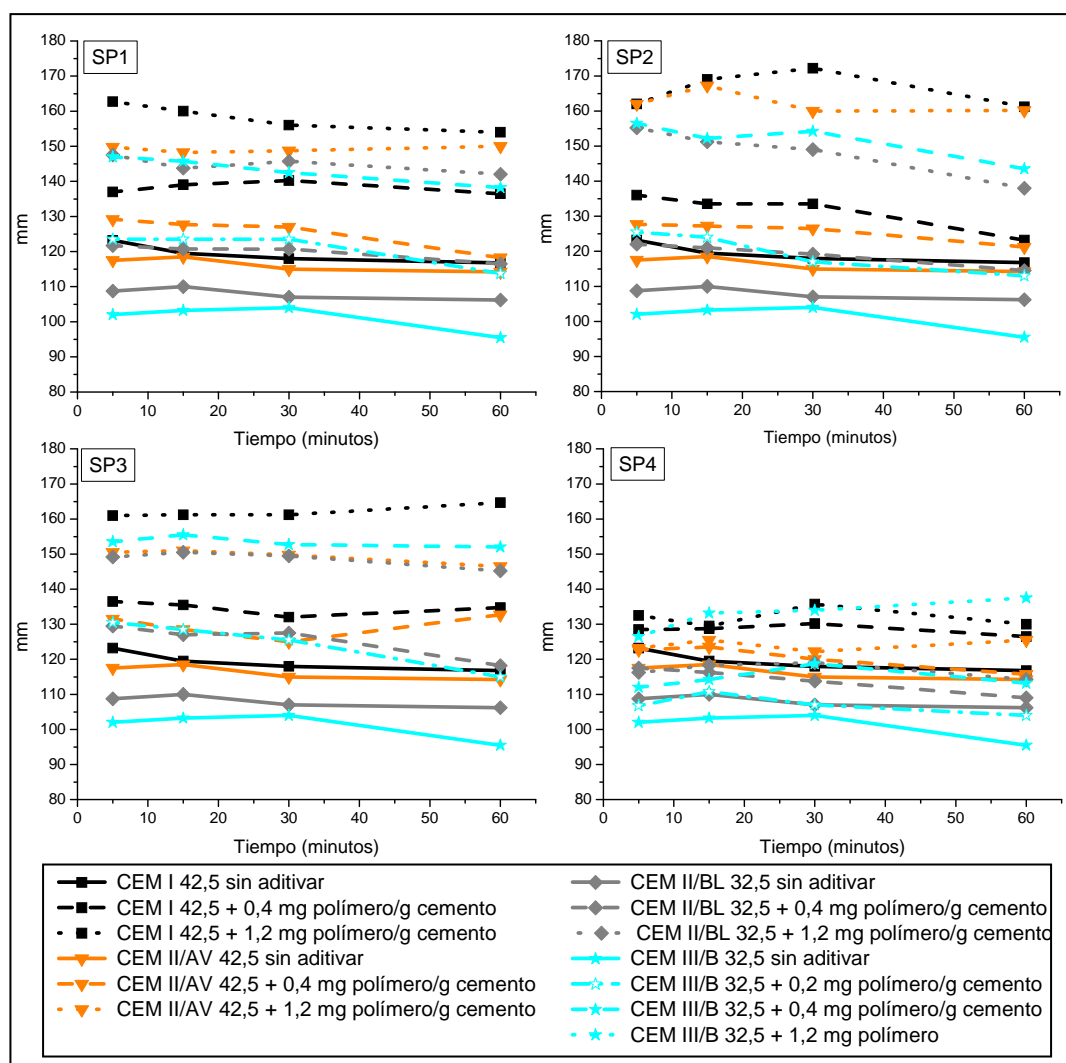 SP1
180
170
160
150
140
130
120
110
100
90
80
mm
0 10 20 30 40 50 60
Tiempo (minutos)
SP2
180
170
160
150
140
130
120
110
100
90
80
mm
0 10 20 30 40 50 60
Tiempo (minutos)
SP3
180
170
160
150
140
130
120
110
100
90
80
mm
0 10 20 30 40 50 60
Tiempo (minutos)
SP4
180
170
160
150
140
130
120
110
100
90
80
mm
0 10 20 30 40 50 60
Tiempo (minutos)
CEM I 42,5 sin aditivar
CEM I 42,5 + 0,4 mg polímero/g cemento
CEM I 42,5 + 1,2 mg polímero/g cemento
CEM II/AV 42,5 sin aditivar
CEM II/AV 42,5 + 0,4 mg polímero/g cemento
CEM II/AV 42,5 + 1,2 mg polímero/g cemento
CEM II/BL 32,5 sin aditivar
CEM II/BL 32,5 + 0,4 mg polímero/g cemento
CEM II/BL 32,5 + 1,2 mg polímero/g cemento
CEM III/B 32,5 sin aditivar
CEM III/B 32,5 + 0,2 mg polímero/g cemento
CEM III/B 32,5 + 0,4 mg polímero/g cemento
CEM III/B 32,5 + 1,2 mg polímero